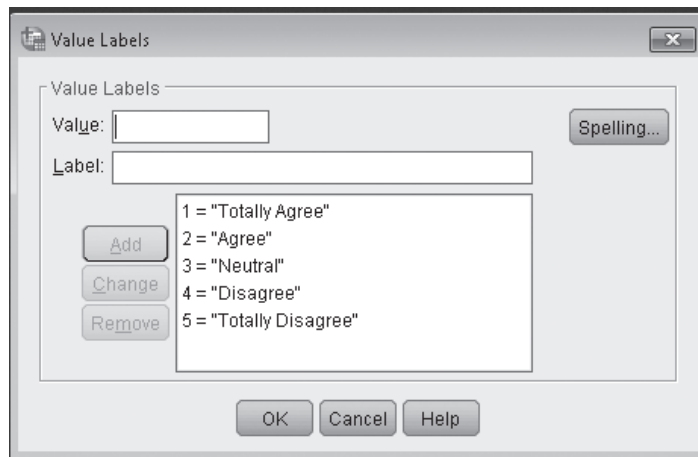 Value Labels
Value Labels
Value:
Spelling...
Label:
1 = "Totally Agree"
2 = "Agree"
3 = "Neutral"
4 = "Disagree"
5 = "Totally Disagree"
Add
Change
Remove
OK Cancel Help